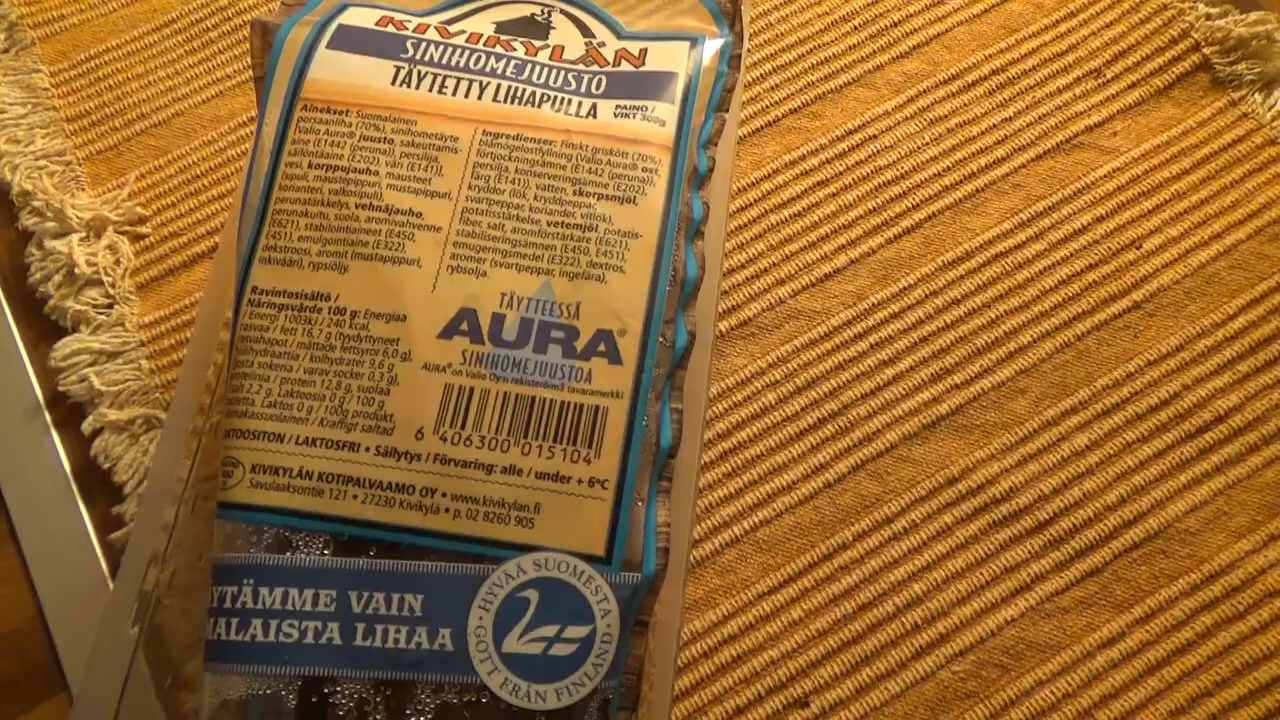 KIVIKYLÄN
SINIHOMEJUUSTO
TÄYTETTY LIHAPULLA
PAINO /
VIKT 300g
Ainekset: Suomalainen
persaanliha (70%), sinihometäyte
Valio Aura® juusto, sakeuttamis-
aine (E1442 (peruna)), persilja,
säilöntäaine (E202), väri (E141)),
vesi, korppujauho, mausteet
(sipuli, maustepippuri, mustapippuri,
korianteri, valkosipuli),
perunatärkkelys, vehnäjauho,
perunakuitu, suola, aromivahvenne
(E621), stabilointiaineet (E450,
E451), emulgointiaine (E322),
dekstroosi, aromit (mustapippuri,
inkivääri), rypsiöljy.
Ingredienser: Finskt griskött (70%),
blåmögelostfyllning (Valio Aura® ost,
förtjockningsämne (E1442 (peruna)),
persilja, konserveringsämne (E202),
färg (E141)), vatten, skorpsmjöl,
kryddor (lök, kryddpeppar,
svartpeppar, koriander, vitlök),
potatisstärkelse, vetemjöl, potatis-
fiber, salt, aromförstärkare (E621),
stabiliseringsämnen (E450, E451),
emugeringsmedel (E322), dextros,
aromer (svartpeppar, ingefära),
rybsolja.
Ravintosisältö /
Näringsvärde 100 g: Energiaa
/ Energi 1003kJ / 240 kcal,
rasvaa / fett 16,7 g (tyydyttyneet
rasvahapot / mättade fettsyror 6,0 g),
hiilihydraattia / kolhydrater 9,6 g
josta sokeria / varav socker 0,3 g),
proteiinia / protein 12,8 g, suolaa
salt 2,2 g. Laktoosia 0 g / 100 g
tuotetta. Laktos 0 g / 100g produkt.
makassuolainen / Kraftigt saltad
TÄYTTEESSÄ
AURA®
SINIHOMEJUUSTOA
AURA® on Valio Oy:n rekisteröimä tavaramerkki
6 406300 015104
KTOOSITON / LAKTOSFRI • Säilytys / Förvaring: alle / under + 6°C
KIVIKYLÄN KOTIPALVAAMO OY • www.kivikylan.fi
Savulaaksontie 121 • 27230 Kivikylä • p. 02 8260 905
YTÄMME VAIN
ALAISTA LIHAA
HYVÄÄ SUOMESTA
GOTT FRÅN FINLAND